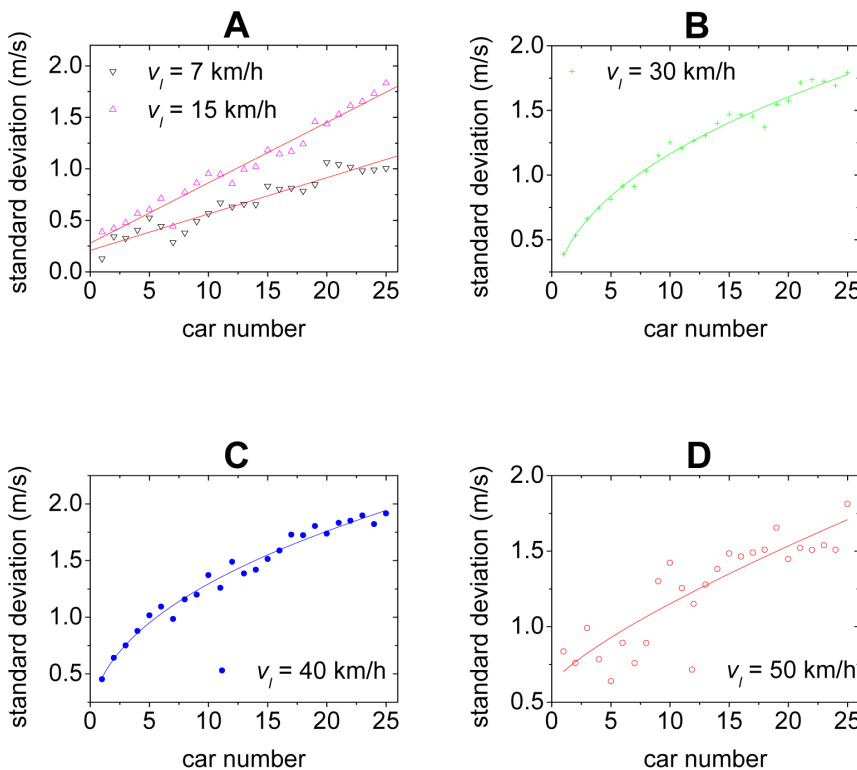 A
standard deviation (m/s)
2.0
1.5
1.0
0.5
0.0
v_l = 7 km/h
v_l = 15 km/h
0 5 10 15 20 25
car number
B
standard deviation (m/s)
2.0
1.5
1.0
0.5
v_l = 30 km/h
0 5 10 15 20 25
car number
C
standard deviation (m/s)
2.0
1.5
1.0
0.5
v_l = 40 km/h
0 5 10 15 20 25
car number
D
standard deviation (m/s)
2.0
1.5
1.0
0.5
v_l = 50 km/h
0 5 10 15 20 25
car number